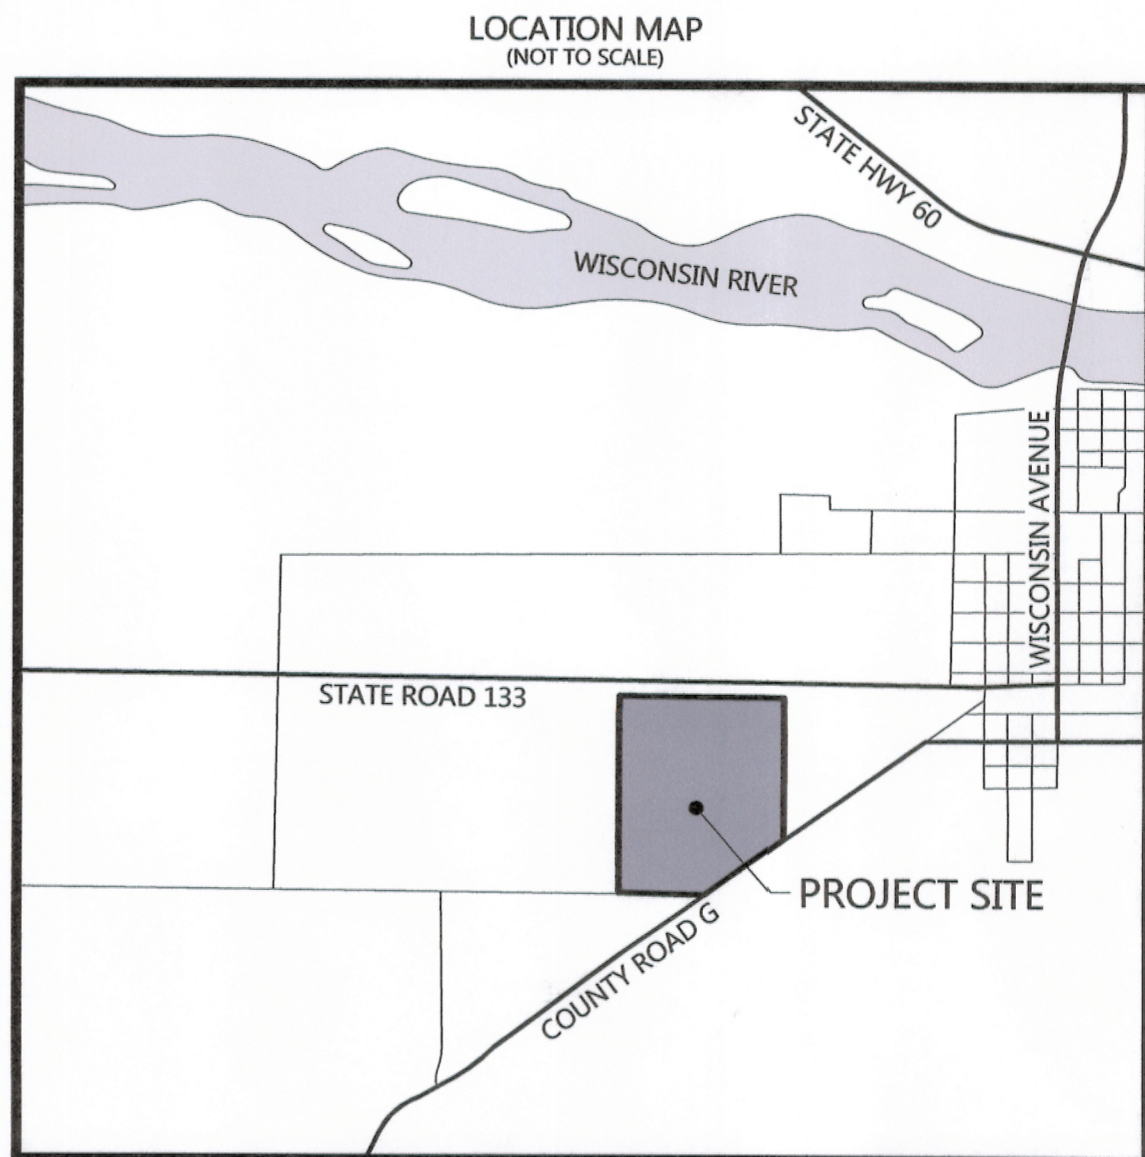 LOCATION MAP
(NOT TO SCALE)
STATE HWY 60
WISCONSIN RIVER
WISCONSIN AVENUE
STATE ROAD 133
PROJECT SITE
COUNTY ROAD G